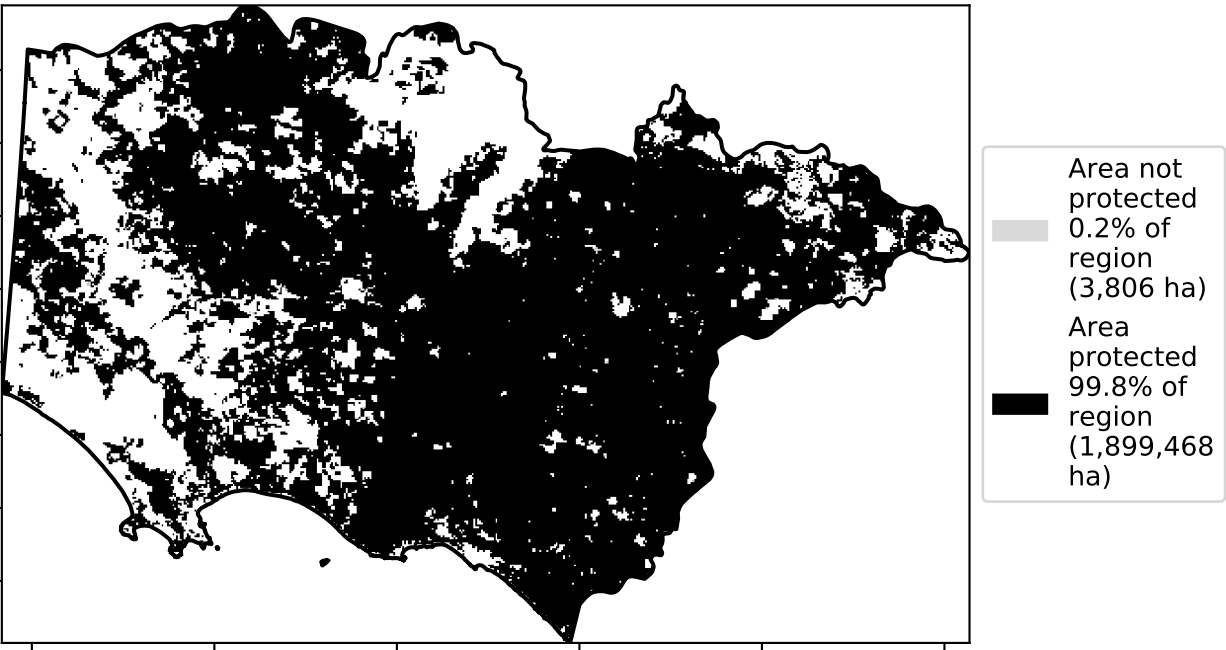 Area not
protected
0.2% of
region
(3,806 ha)
Area
protected
99.8% of
region
(1,899,468
ha)